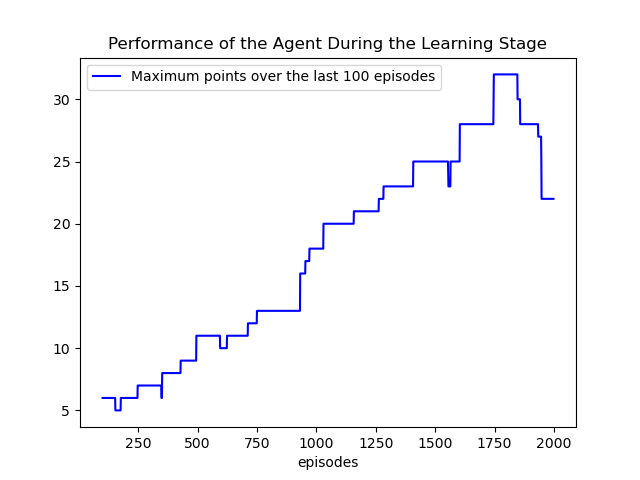 Performance of the Agent During the Learning Stage
Maximum points over the last 100 episodes
30
25
20
15
10
5
250 500 750 1000 1250 1500 1750 2000
episodes